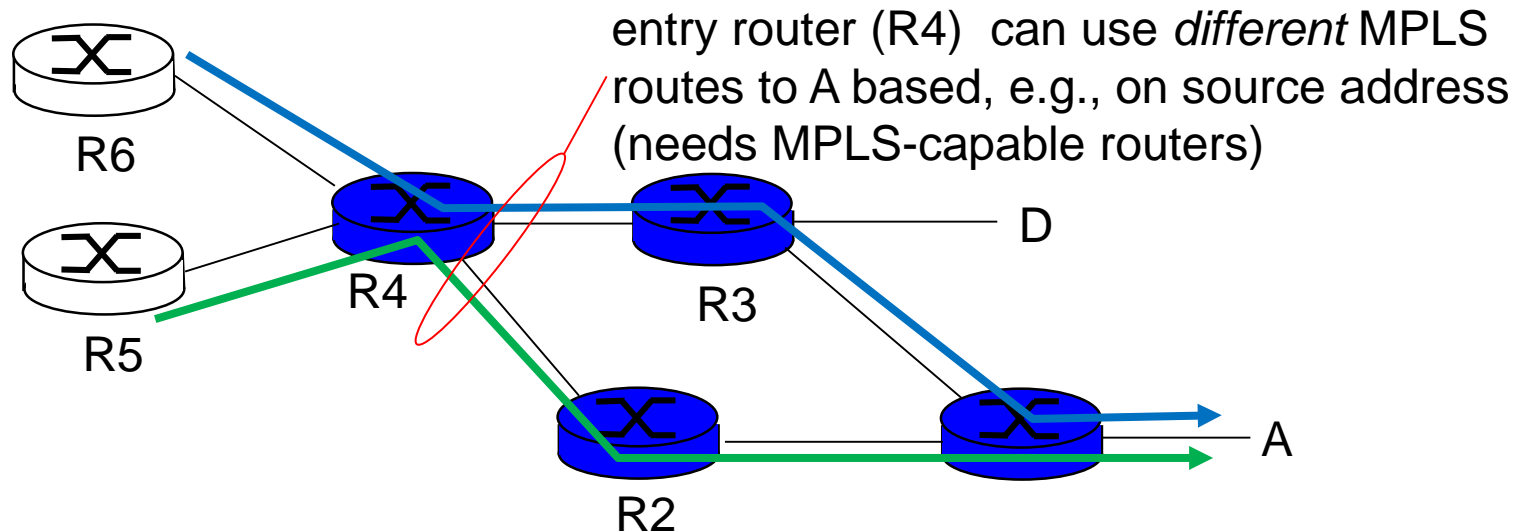 entry router (R4) can use different MPLS
routes to A based, e.g., on source address
(needs MPLS-capable routers)
R6
D
R4
R3
R5
A
R2